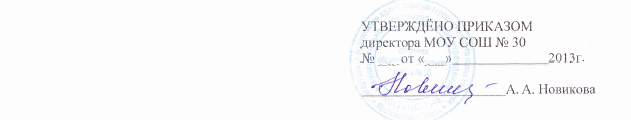 УТВЕРЖДЁНО ПРИКАЗОМ
директора МОУ СОШ № 30
№ ___ от «___»______________2013г.
____________________А. А. Новикова